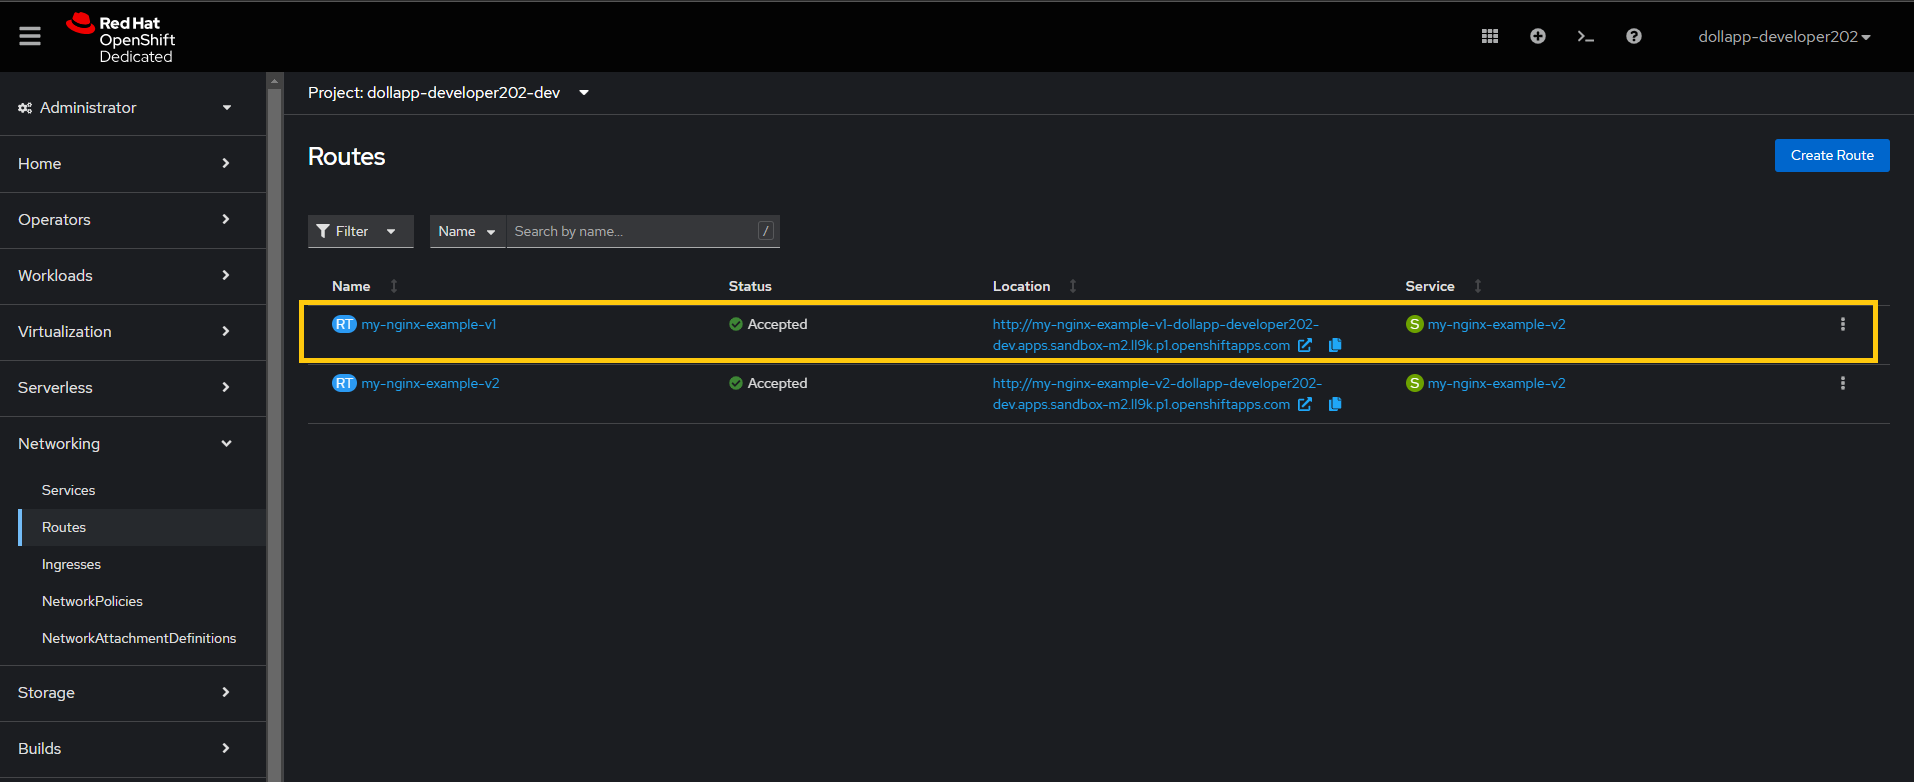 Red Hat
OpenShift
Dedicated
dollapp-developer202
Administrator
Home
Operators
Workloads
Virtualization
Serverless
Networking
Services
Routes
Ingresses
NetworkPolicies
NetworkAttachmentDefinitions
Storage
Builds
Project: dollapp-developer202-dev
Routes
Create Route
Filter
Name
Search by name...
/
Name Status Location Service
RT my-nginx-example-v1 Accepted http://my-nginx-example-v1-dollapp-developer202- S my-nginx-example-v2
dev.apps.sandbox-m2.ll9k.p1.openshiftapps.com
RT my-nginx-example-v2 Accepted http://my-nginx-example-v2-dollapp-developer202- S my-nginx-example-v2
dev.apps.sandbox-m2.ll9k.p1.openshiftapps.com